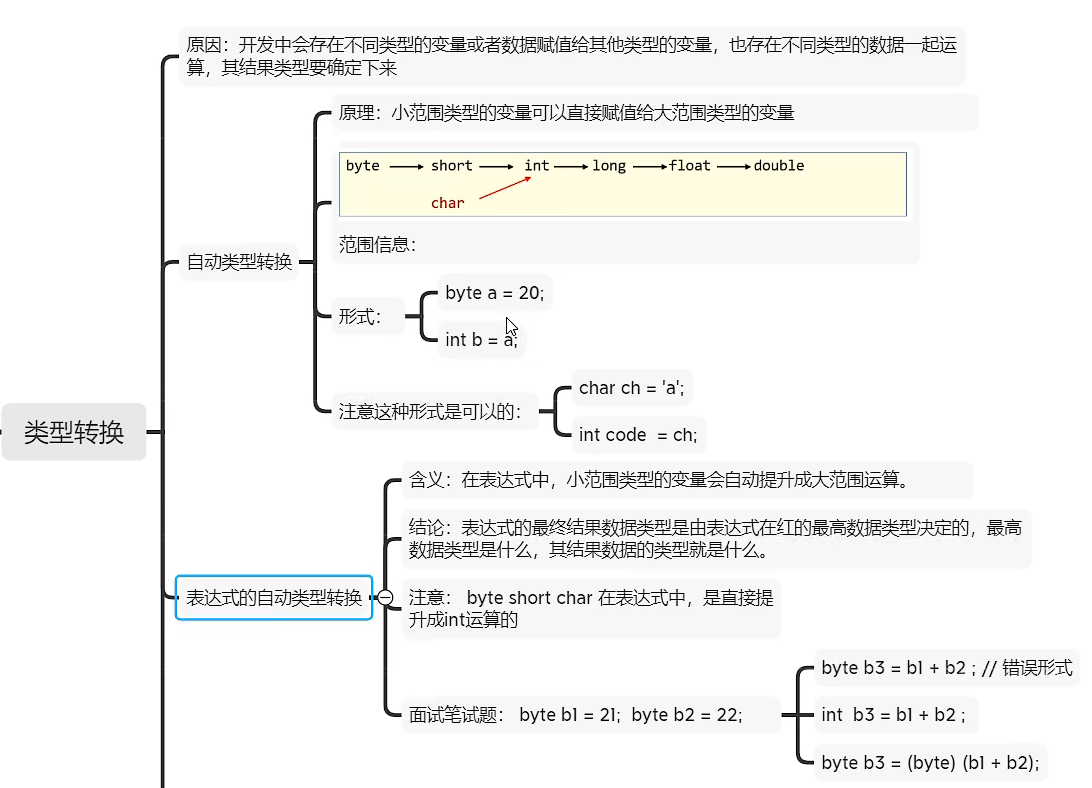 原因：开发中会存在不同类型的变量或者数据赋值给其他类型的变量，也存在不同类型的数据一起运
算，其结果类型要确定下来
原理：小范围类型的变量可以直接赋值给大范围类型的变量
byte short int long float double
char
范围信息：
自动类型转换
形式：
byte a = 20;
int b = a;
注意这种形式是可以的：
char ch = 'a';
int code  = ch;
类型转换
含义：在表达式中，小范围类型的变量会自动提升成大范围运算。
结论：表达式的最终结果数据类型是由表达式在红的最高数据类型决定的，最高
数据类型是什么，其结果数据的类型就是什么。
表达式的自动类型转换
注意： byte short char 在表达式中，是直接提
升成int运算的
面试笔试题： byte b1 = 21;  byte b2 = 22;
byte b3 = b1 + b2 ; // 错误形式
int  b3 = b1 + b2 ;
byte b3 = (byte) (b1 + b2);